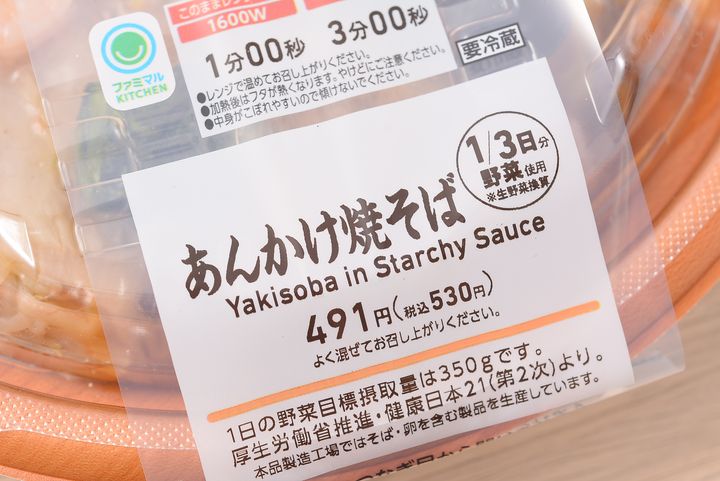 このままレンジ
1600W
1分00秒 3分00秒
●レンジで温めてお召し上がりください。
●加熱後はフタが熱くなります。やけどにご注意ください。
●中身がこぼれやすいので傾けないでください。
要冷蔵
ファミマル
KITCHEN
1/3日分
野菜使用
※生野菜換算
あんかけ焼そば
Yakisoba in Starchy Sauce
491円(税込530円)
よく混ぜてお召し上がりください。
1日の野菜目標摂取量は350gです。
厚生労働省推進・健康日本21(第2次)より。
本品製造工場ではそば・卵を含む製品を生産しています。